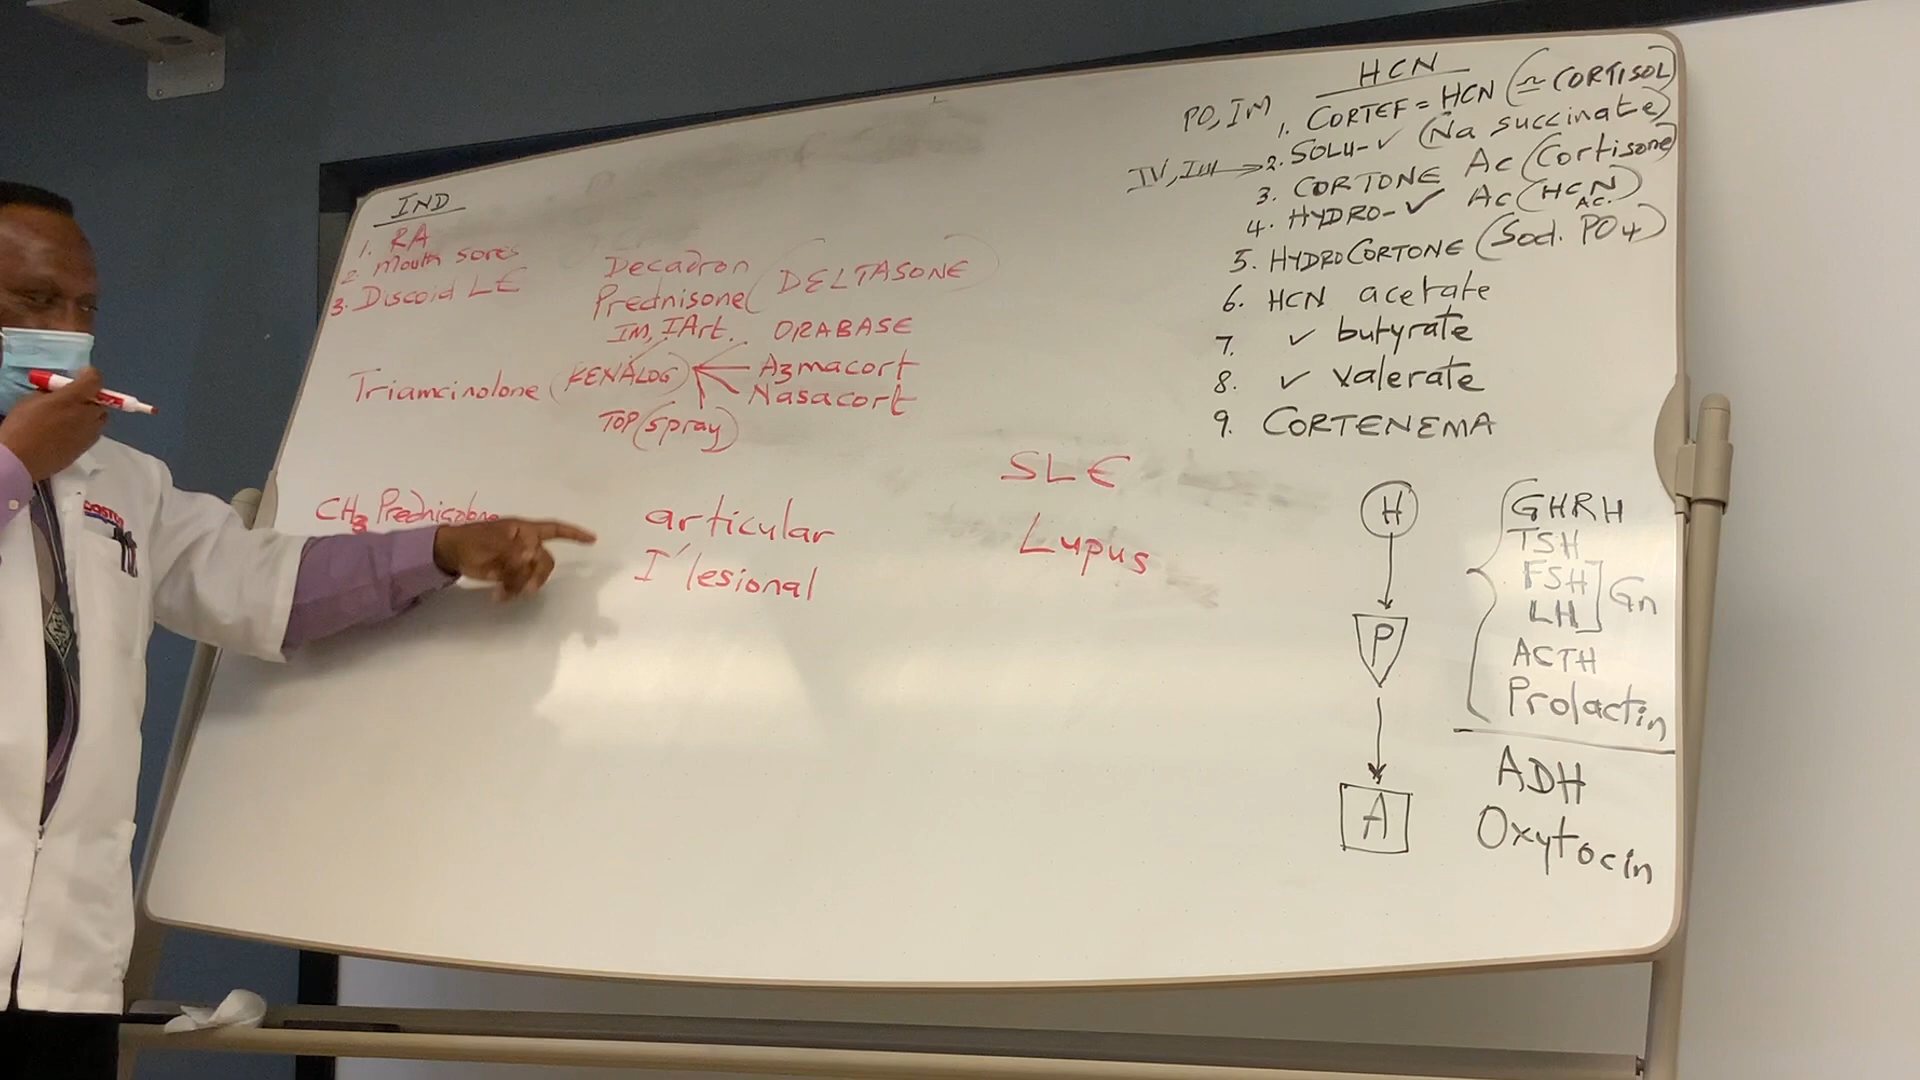 IND
1. RA
2. Mouth sores
3. Discoid LE
Decadron
Prednisone (DELTASONE)
IM, IArt. ORABASE
Triamcinolone (KENALOG) Azmacort
Nasacort
TOP (spray)
CH3 Prednisolone
articular
I'lesional
SLE
Lupus
HCN
PO, IM 1. CORTEF = HCN (≃ CORTISOL)
IV, IM → 2. SOLU- ✓ (Na succinate)
3. CORTONE Ac (Cortisone)
4. HYDRO- ✓ Ac (HCN AC.)
5. HYDROCORTONE (Sod. PO4)
6. HCN acetate
7. ✓ butyrate
8. ✓ valerate
9. CORTENEMA
H
P
A
GHRH
TSH
FSH
LH
Gn
ACTH
Prolactin
ADH
Oxytocin